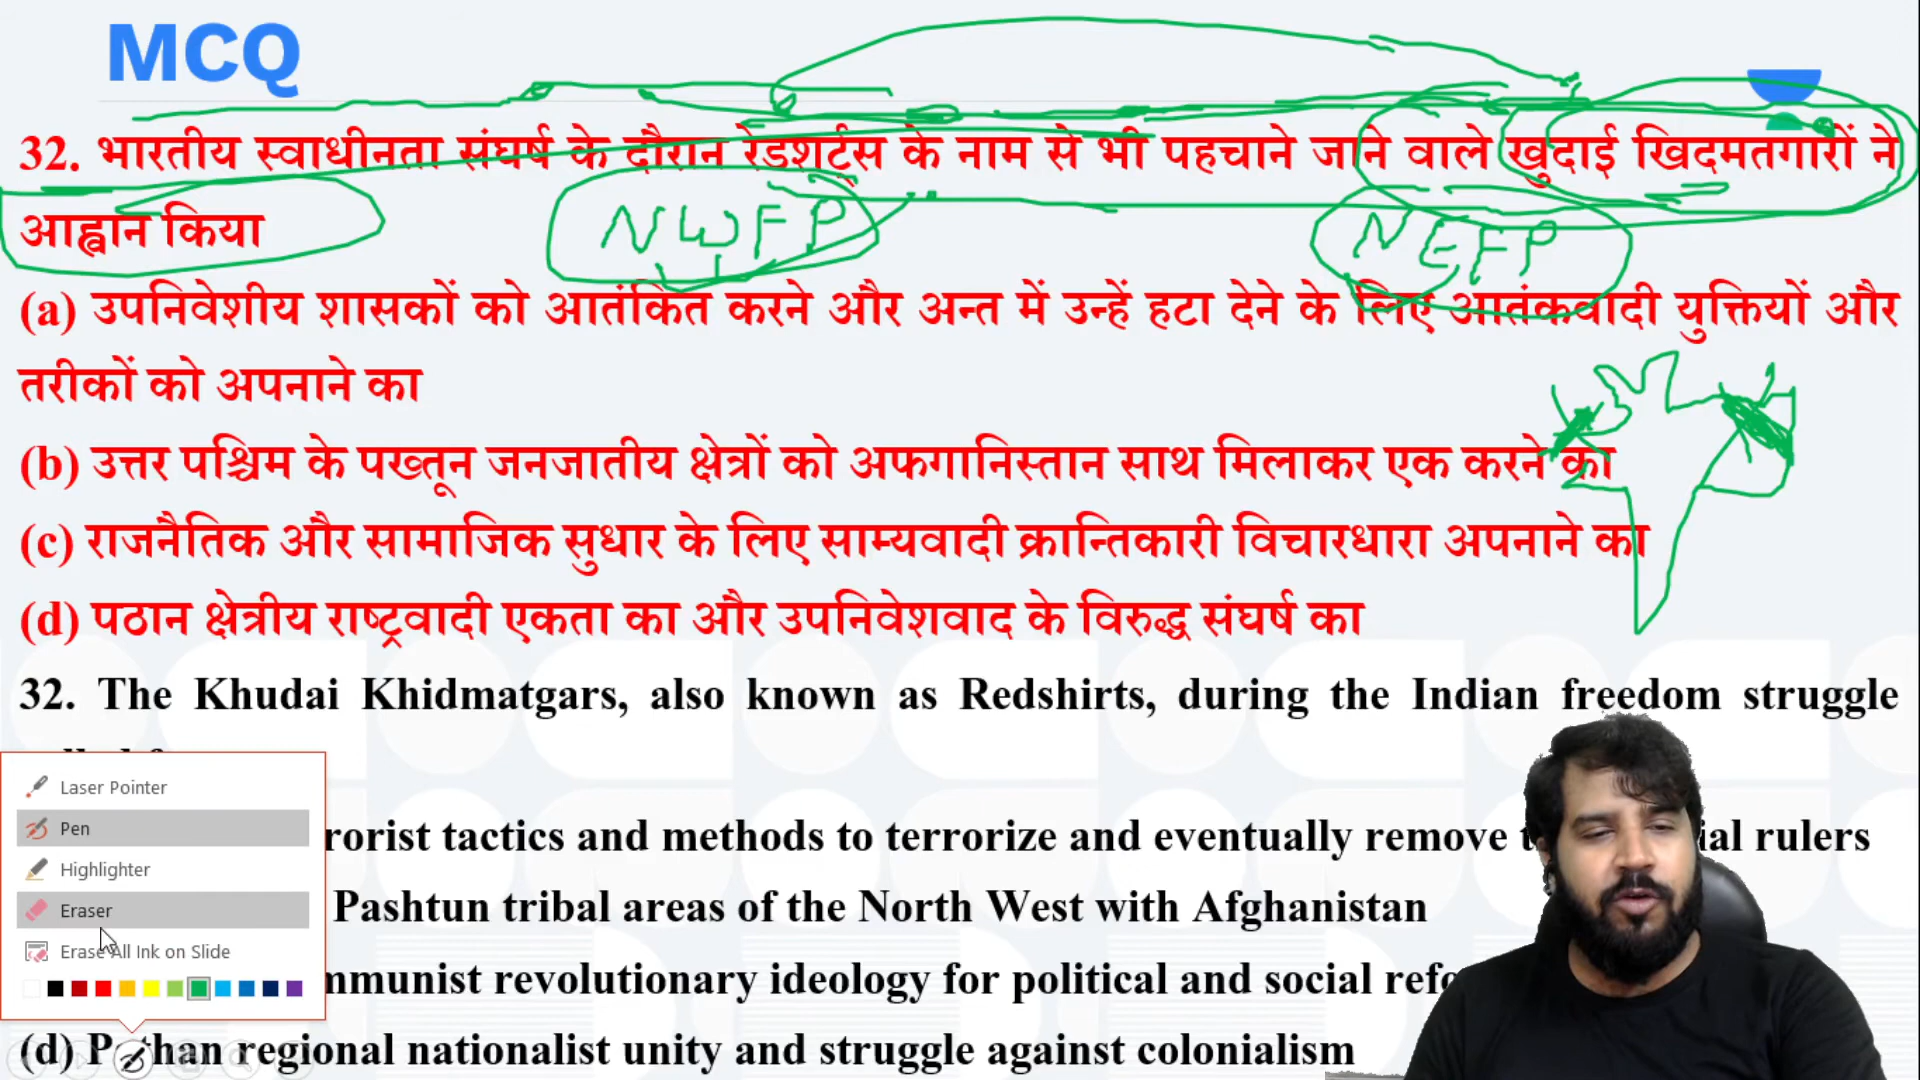 MCQ
32. भारतीय स्वाधीनता संघर्ष के दौरान रेडशर्ट्स के नाम से भी पहचाने जाने वाले खुदाई खिदमतगारों ने
आह्वान किया
NWFP
NEFP
(a) उपनिवेशीय शासकों को आतंकित करने और अन्त में उन्हें हटा देने के लिए आतंकवादी युक्तियों और
तरीकों को अपनाने का
(b) उत्तर पश्चिम के पख्तून जनजातीय क्षेत्रों को अफगानिस्तान साथ मिलाकर एक करने का
(c) राजनैतिक और सामाजिक सुधार के लिए साम्यवादी क्रान्तिकारी विचारधारा अपनाने का
(d) पठान क्षेत्रीय राष्ट्रवादी एकता का और उपनिवेशवाद के विरुद्ध संघर्ष का
32. The Khudai Khidmatgars, also known as Redshirts, during the Indian freedom struggle
tactics and methods to terrorize and eventually remove rulers
Pashtun tribal areas of the North West with Afghanistan
revolutionary ideology for political and social
(d) Pathan regional nationalist unity and struggle against colonialism
Laser Pointer
Pen
Highlighter
Eraser
Erase All Ink on Slide